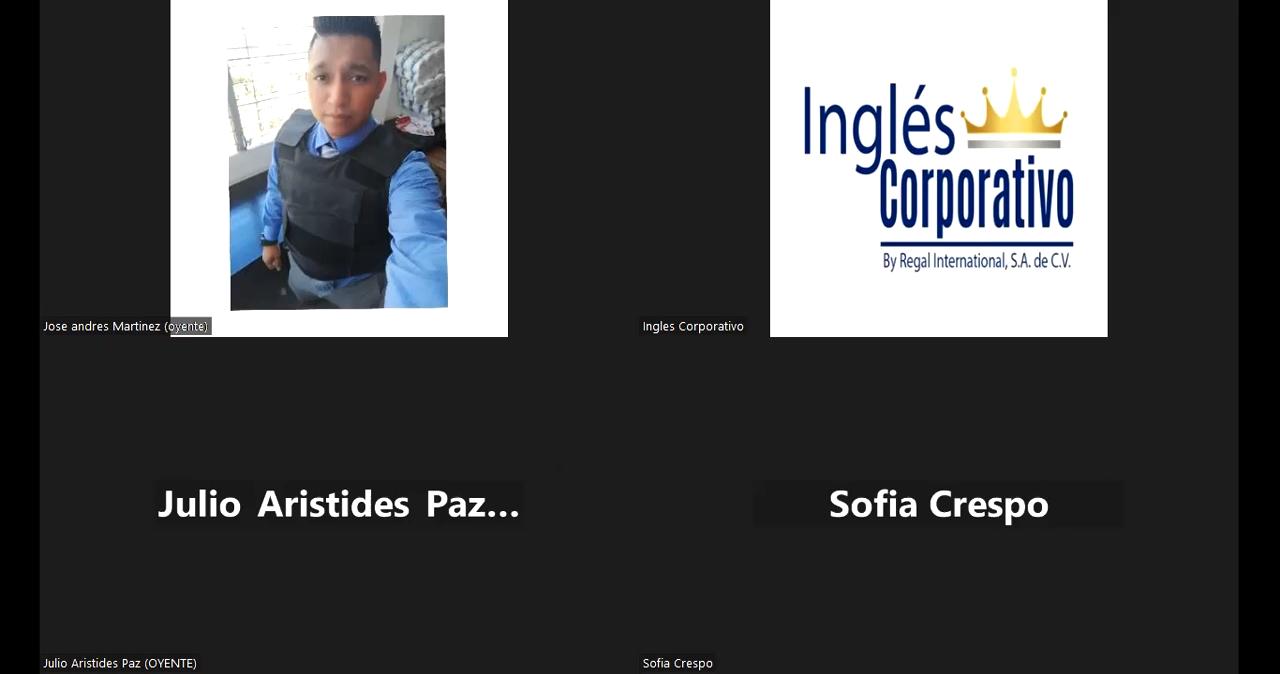 Inglés
Corporativo
By Regal International, S.A. de C.V.
Jose andres Martinez (oyente)
Ingles Corporativo
Julio Aristides Paz...
Sofia Crespo
Julio Aristides Paz (OYENTE)
Sofia Crespo